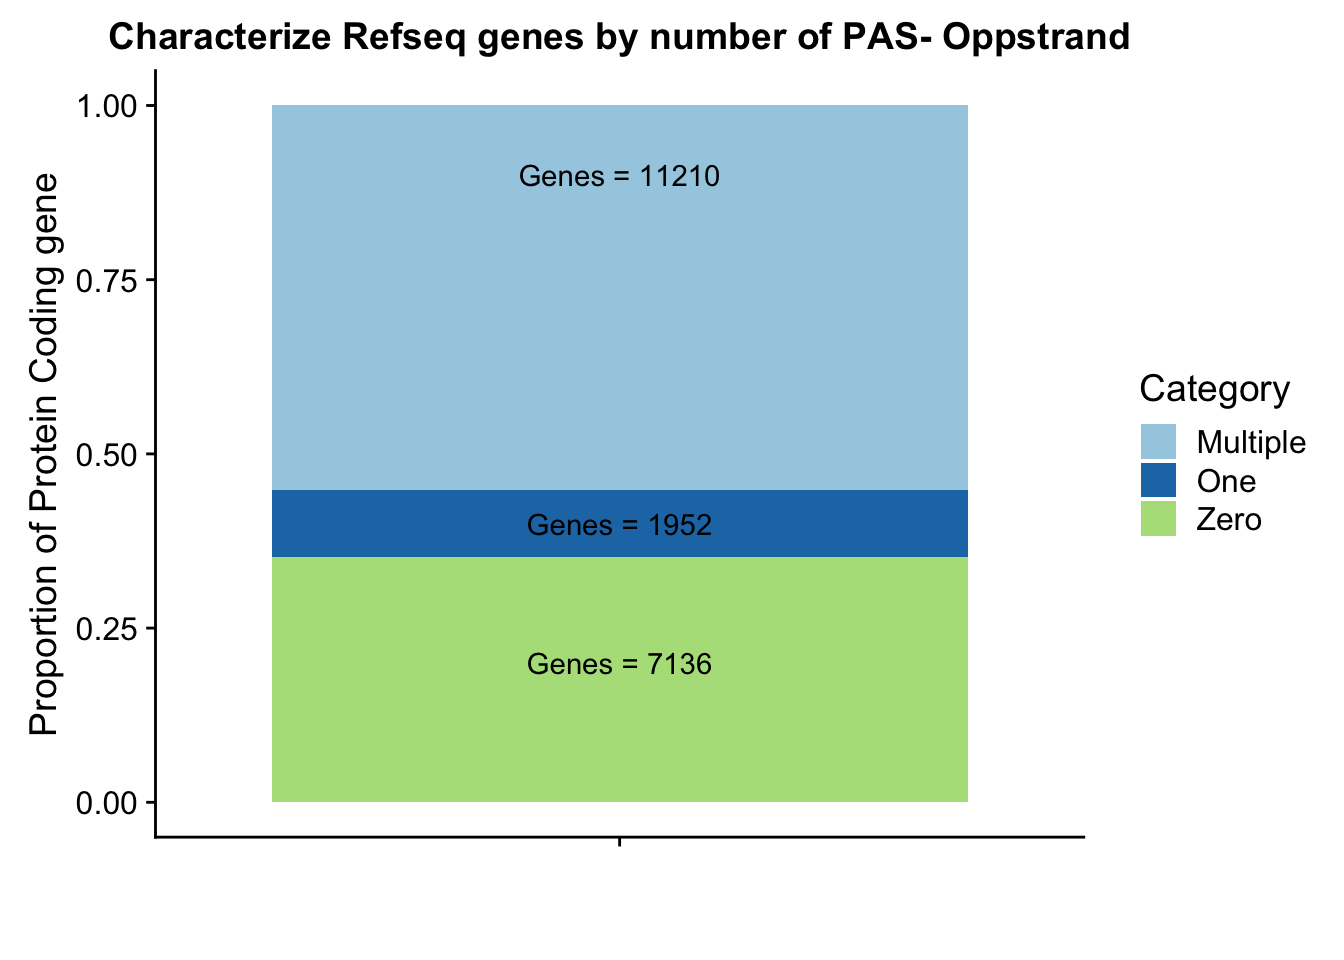 Characterize Refseq genes by number of PAS- Oppstrand
Proportion of Protein Coding gene
1.00
0.75
0.50
0.25
0.00
Genes = 11210
Genes = 1952
Genes = 7136
Category
Multiple
One
Zero